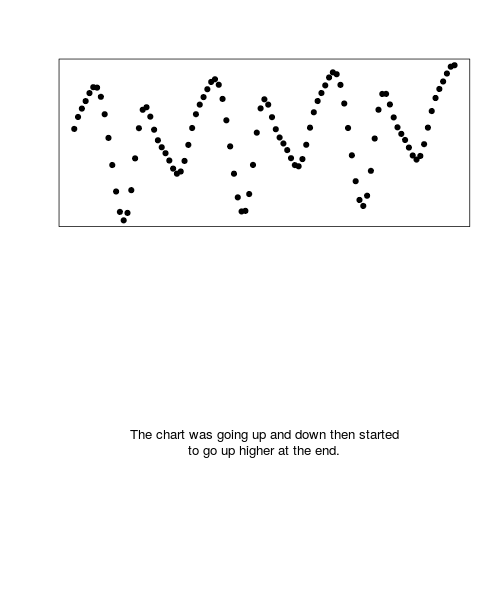 The chart was going up and down then started
to go up higher at the end.